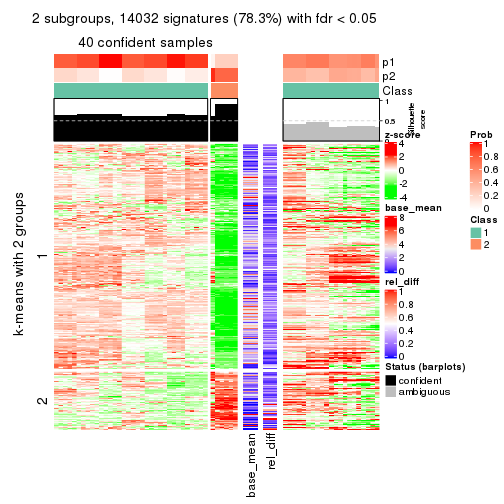 2 subgroups, 14032 signatures (78.3%) with fdr < 0.05
40 confident samples
p1
p2
Class
1
0.5
0
Silhouette
score
k-means with 2 groups
1
2
base_mean
rel_diff
z-score
4
2
0
-2
-4
base_mean
8
6
4
2
0
rel_diff
1
0.8
0.6
0.4
0.2
0
Status (barplots)
confident
ambiguous
Prob
1
0.8
0.6
0.4
0.2
0
Class
1
2